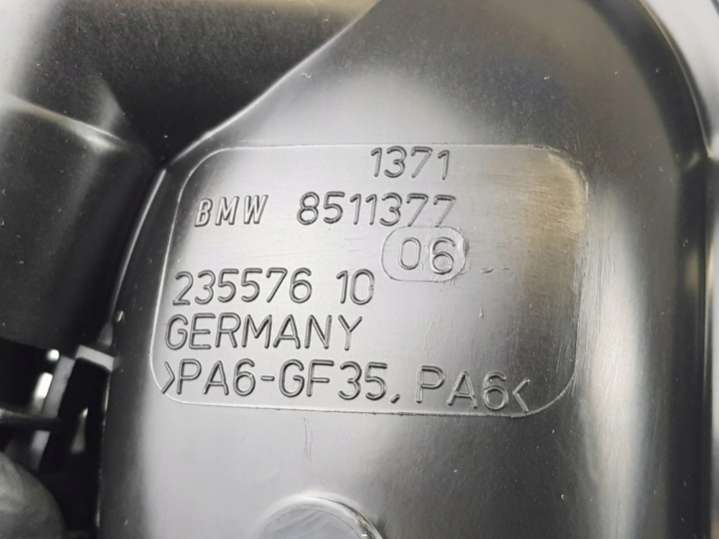 1371
BMW 8511377
06
235576 10
GERMANY
>PA6-GF35, PA6<